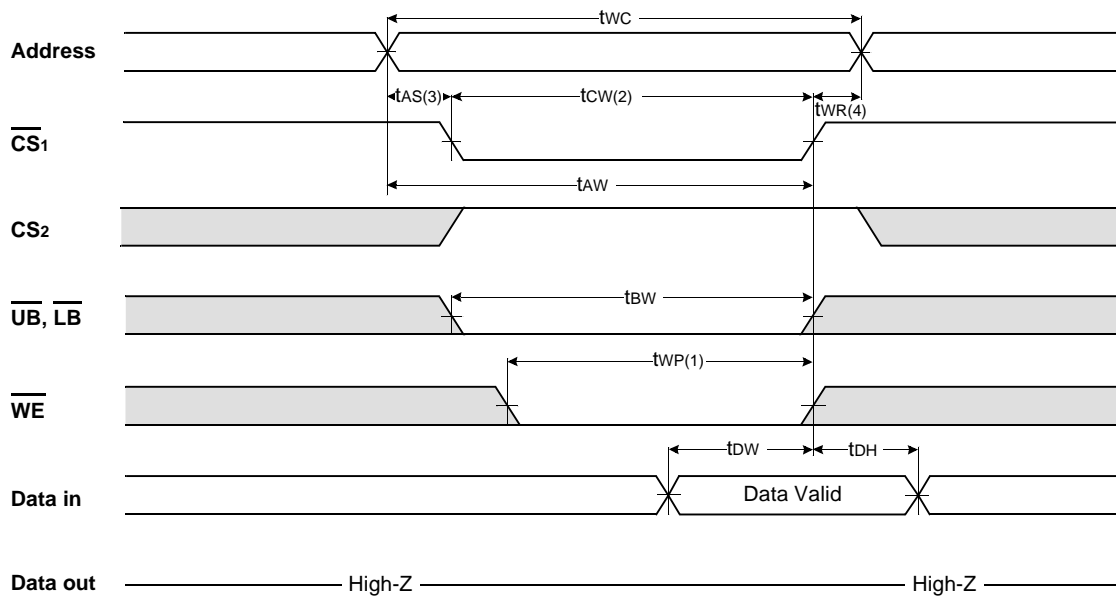 tWC
Address
tAS(3)
tCW(2)
tWR(4)
CS1
tAW
CS2
tBW
UB, LB
tWP(1)
WE
tDW
tDH
Data in
Data Valid
Data out
High-Z
High-Z